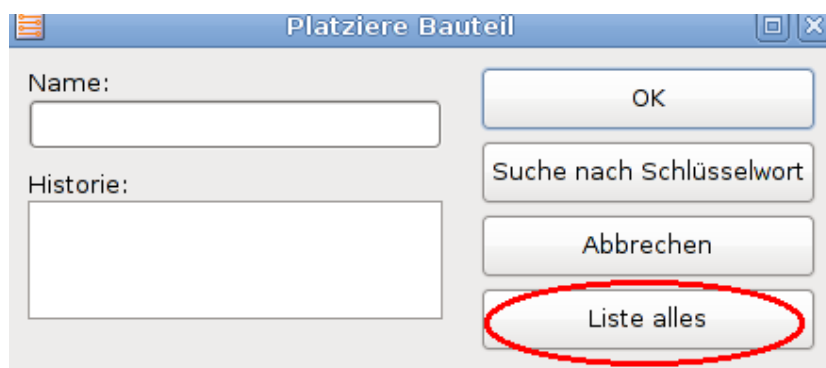 Platziere Bauteil
Name:
OK
Suche nach Schlüsselwort
Historie:
Abbrechen
Liste alles